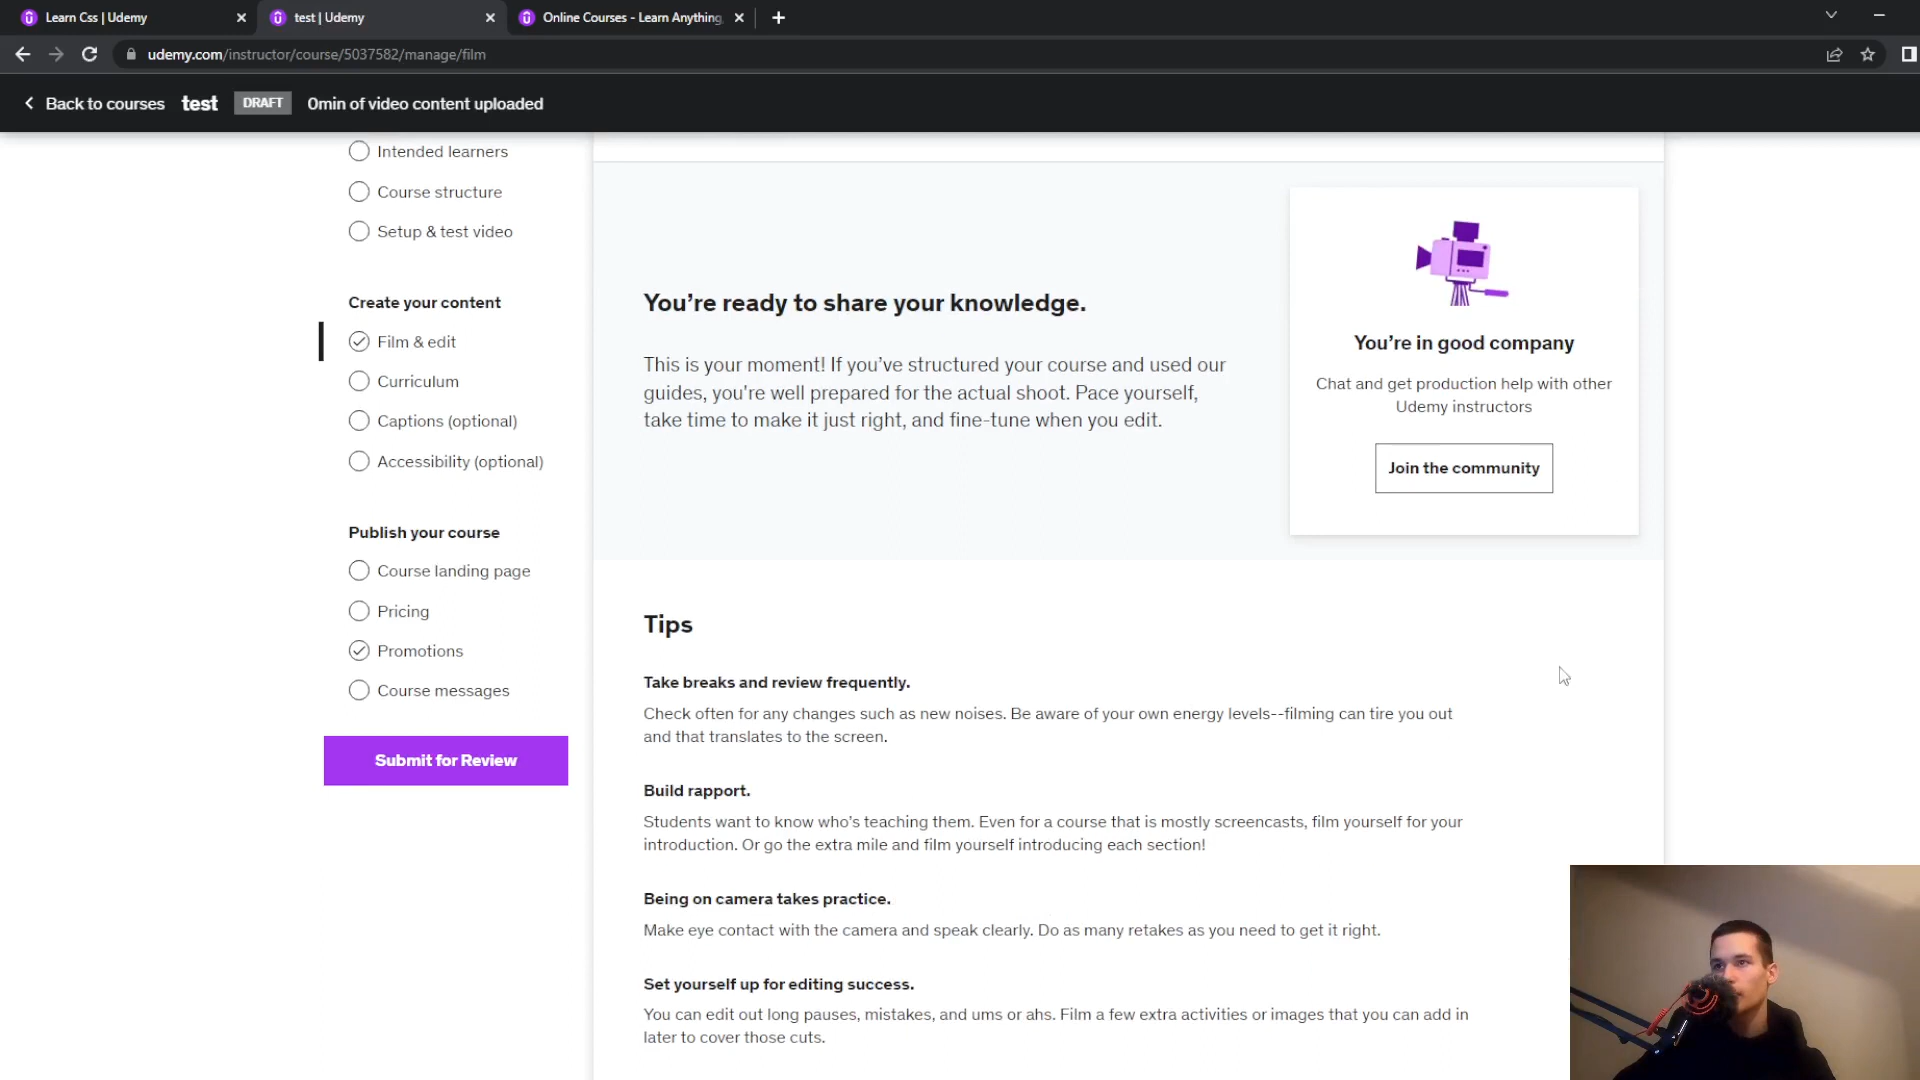 Learn Css | Udemy
test | Udemy
Online Courses - Learn Anything,
udemy.com/instructor/course/5037582/manage/film
Back to courses
test
DRAFT
0min of video content uploaded
Intended learners
Course structure
Setup & test video
Create your content
Film & edit
Curriculum
Captions (optional)
Accessibility (optional)
Publish your course
Course landing page
Pricing
Promotions
Course messages
Submit for Review
You’re ready to share your knowledge.
This is your moment! If you’ve structured your course and used our
guides, you're well prepared for the actual shoot. Pace yourself,
take time to make it just right, and fine-tune when you edit.
You’re in good company
Chat and get production help with other
Udemy instructors
Join the community
Tips
Take breaks and review frequently.
Check often for any changes such as new noises. Be aware of your own energy levels--filming can tire you out
and that translates to the screen.
Build rapport.
Students want to know who's teaching them. Even for a course that is mostly screencasts, film yourself for your
introduction. Or go the extra mile and film yourself introducing each section!
Being on camera takes practice.
Make eye contact with the camera and speak clearly. Do as many retakes as you need to get it right.
Set yourself up for editing success.
You can edit out long pauses, mistakes, and ums or ahs. Film a few extra activities or images that you can add in
later to cover those cuts.